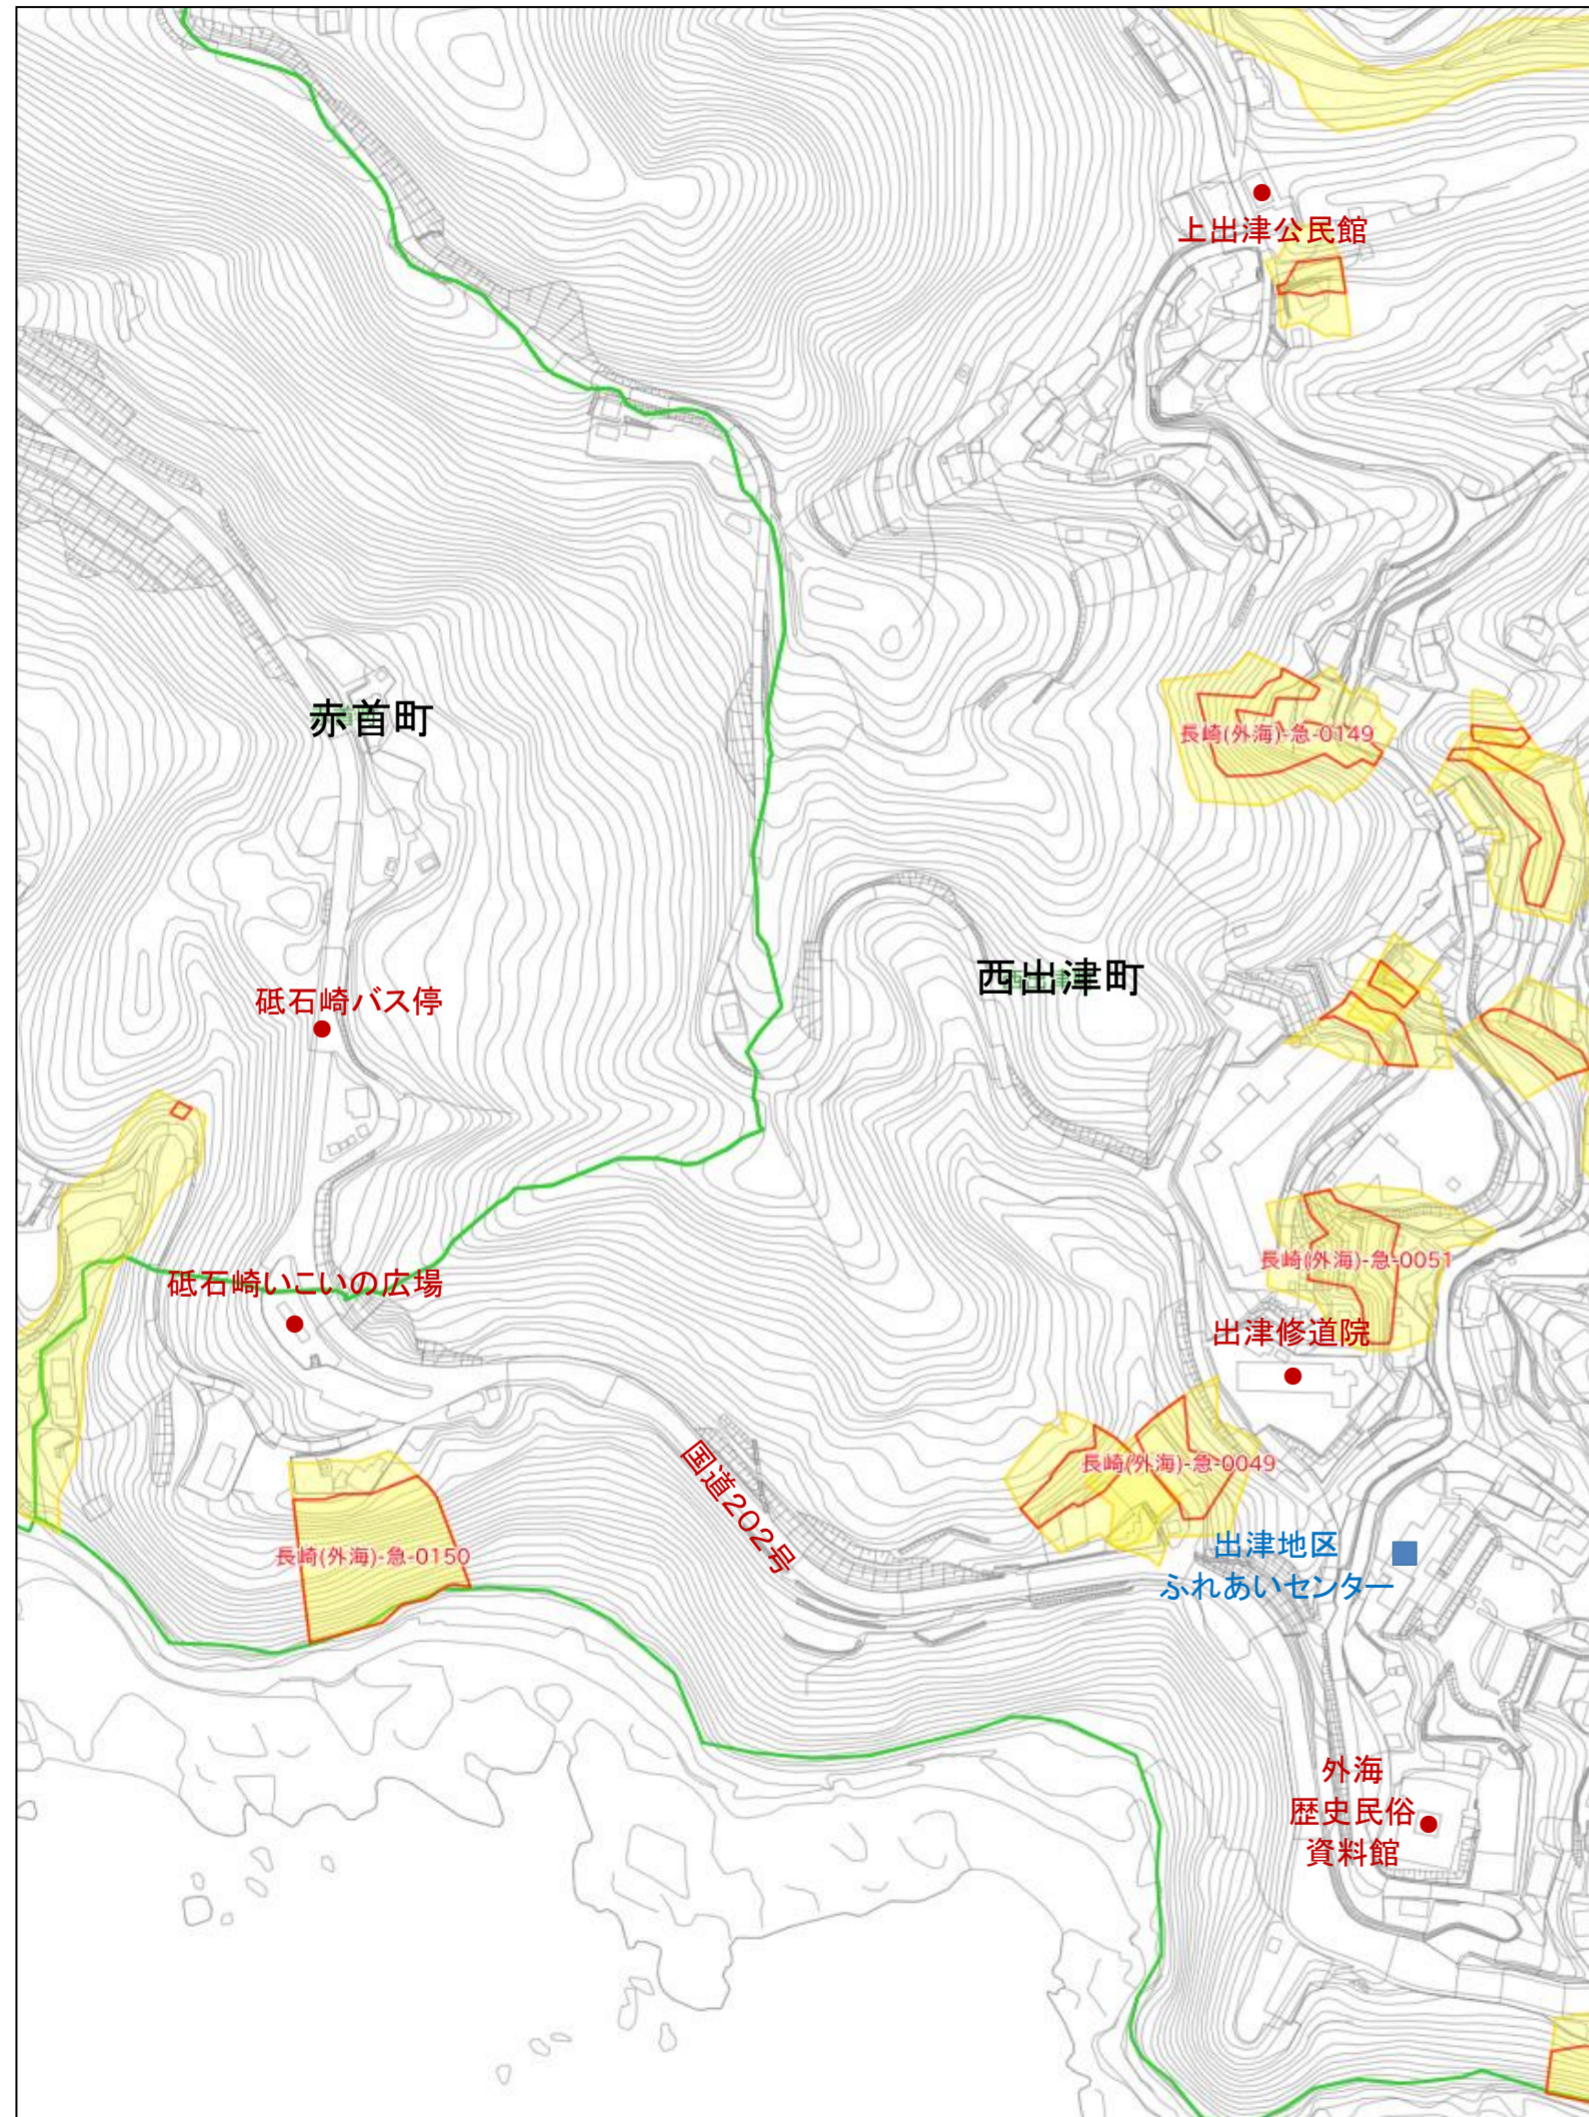 上出津公民館
赤首町
長崎(外海)-急-0149
西出津町
砥石崎バス停
長崎(外海)-急-0051
砥石崎いこいの広場
出津修道院
長崎(外海)-急-0049
国道202号
長崎(外海)-急-0150
出津地区
ふれあいセンター
外海
歴史民俗
資料館